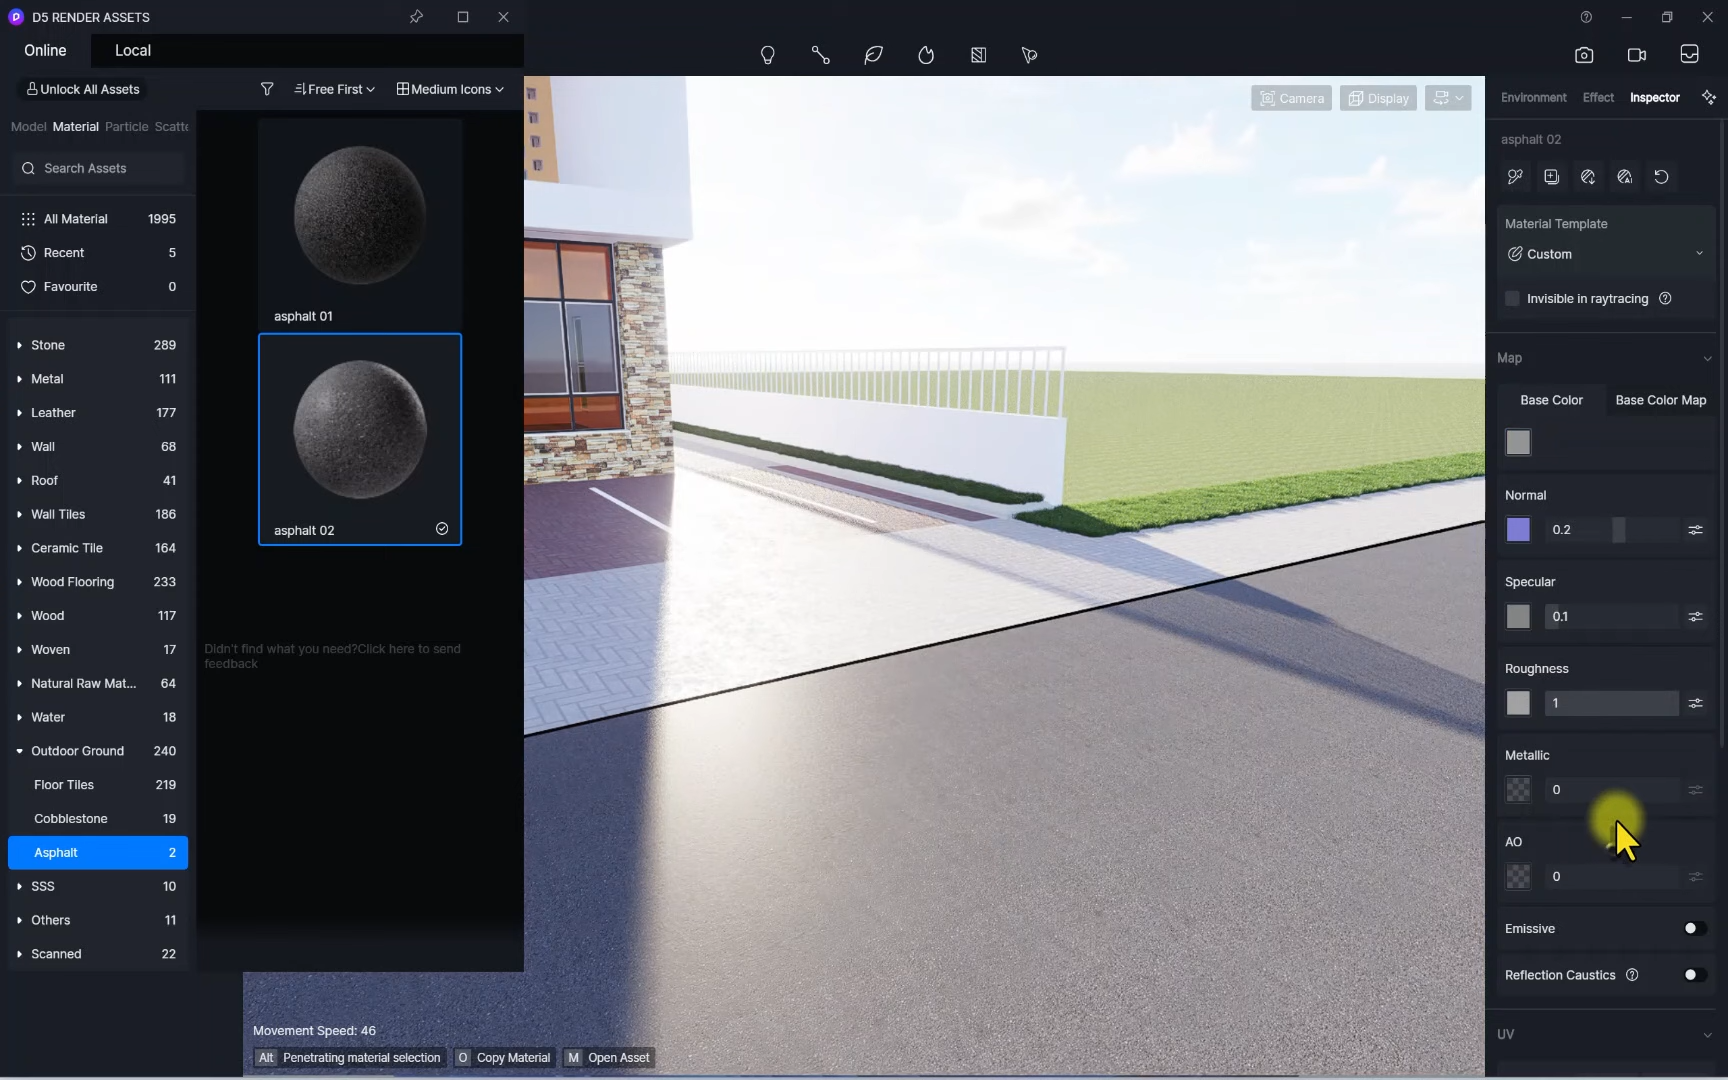 D5 RENDER ASSETS
Online
Local
Unlock All Assets
Free First
Medium Icons
Model
Material
Particle
Scatte
Search Assets
All Material 1995
Recent 5
Favourite 0
Stone 289
Metal 111
Leather 177
Wall 68
Roof 41
Wall Tiles 186
Ceramic Tile 164
Wood Flooring 233
Wood 117
Woven 17
Natural Raw Mat... 64
Water 18
Outdoor Ground 240
Floor Tiles 219
Cobblestone 19
Asphalt 2
SSS 10
Others 11
Scanned 22
asphalt 01
asphalt 02
Didn't find what you need?Click here to send
feedback
Camera
Display
Movement Speed: 46
Alt Penetrating material selection O Copy Material M Open Asset
Environment Effect Inspector
asphalt 02
Material Template
Custom
Invisible in raytracing
Map
Base Color
Base Color Map
Normal
0.2
Specular
0.1
Roughness
1
Metallic
0
AO
0
Emissive
Reflection Caustics
UV